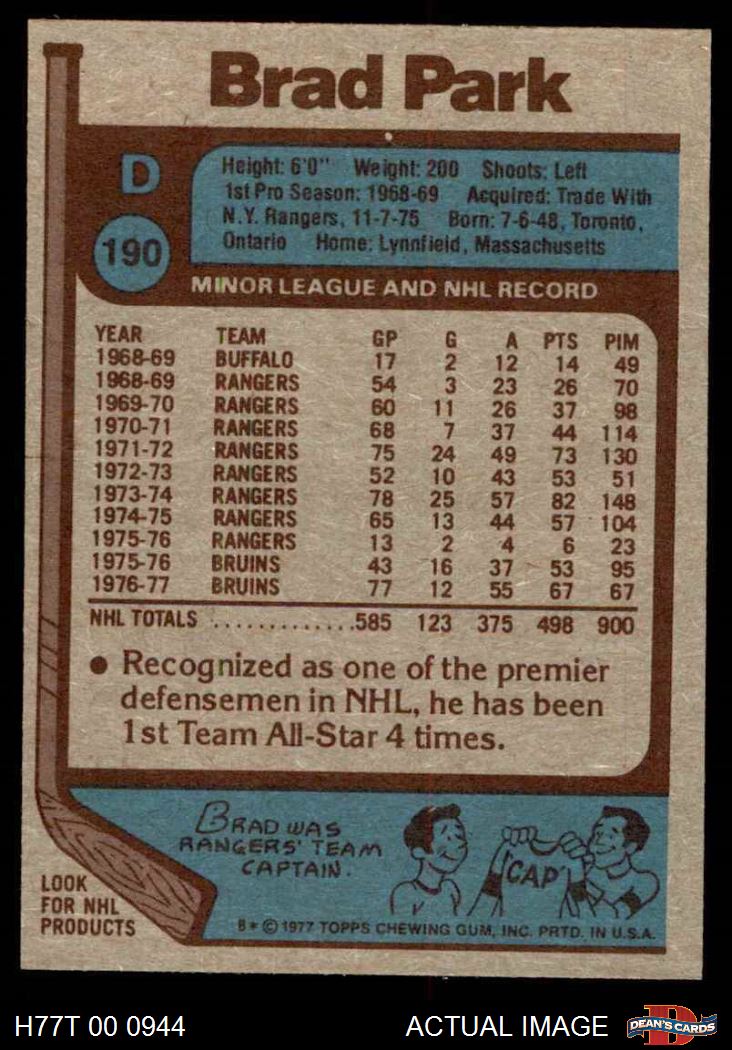 Brad Park
D
190
Height: 6'0" Weight: 200 Shoots: Left
1st Pro Season: 1968-69 Acquired: Trade With
N.Y. Rangers, 11-7-75 Born: 7-6-48, Toronto,
Ontario Home: Lynnfield, Massachusetts
MINOR LEAGUE AND NHL RECORD
YEAR TEAM GP G A PTS PIM
1968-69 BUFFALO 17 2 12 14 49
1968-69 RANGERS 54 3 23 26 70
1969-70 RANGERS 60 11 26 37 98
1970-71 RANGERS 68 7 37 44 114
1971-72 RANGERS 75 24 49 73 130
1972-73 RANGERS 52 10 43 53 51
1973-74 RANGERS 78 25 57 82 148
1974-75 RANGERS 65 13 44 57 104
1975-76 RANGERS 13 2 4 6 23
1975-76 BRUINS 43 16 37 53 95
1976-77 BRUINS 77 12 55 67 67
NHL TOTALS .............585 123 375 498 900
● Recognized as one of the premier
defensemen in NHL, he has been
1st Team All-Star 4 times.
BRAD WAS
RANGERS' TEAM
CAPTAIN.
"CAP"
LOOK
FOR NHL
PRODUCTS
B * © 1977 TOPPS CHEWING GUM, INC. PRTD. IN U.S.A.
H77T 00 0944 ACTUAL IMAGE
D
DEAN'S CARDS